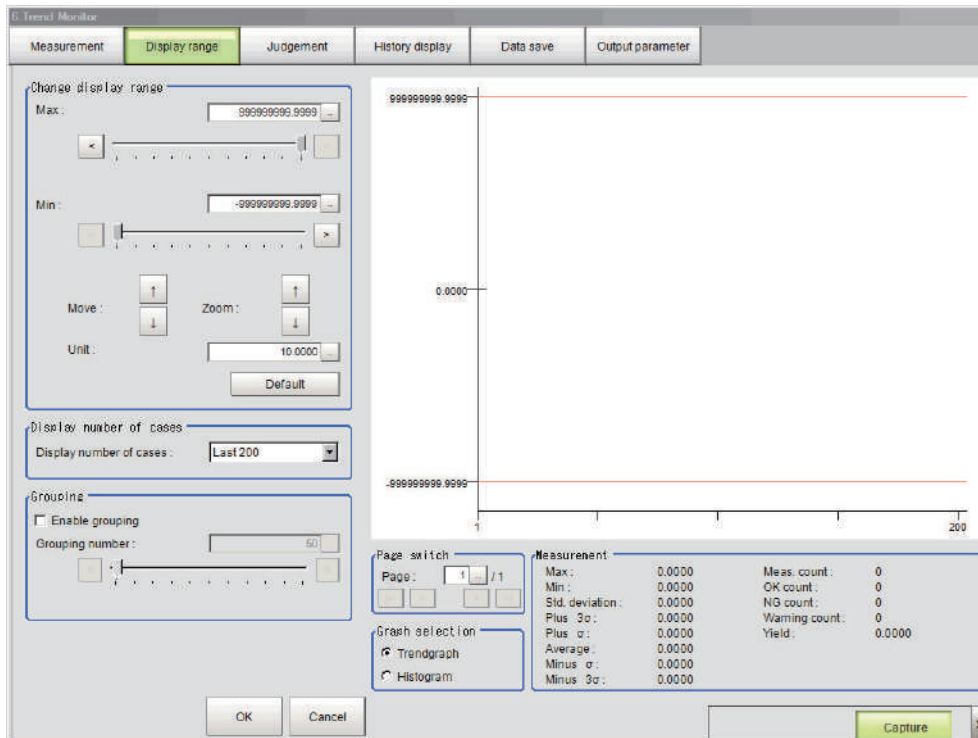 6.Trend Monitor
Measurement Display range Judgement History display Data save Output parameter
Change display range
Max : 999999999.9999 ...
<
Min : -999999999.9999 ...
>
Move : ↑ ↓ Zoom : ↑ ↓
Unit : 10.0000 ...
Default
Display number of cases
Display number of cases : Last 200
Grouping
Enable grouping
Grouping number : 50
999999999.9999
0.0000
-999999999.9999
1 200
Page switch
Page : 1 ... / 1
Graph selection
Trendgraph
Histogram
Measurement
Max : 0.0000 Meas. count : 0
Min : 0.0000 OK count : 0
Std. deviation : 0.0000 NG count : 0
Plus 3σ : 0.0000 Warning count : 0
Plus σ : 0.0000 Yield : 0.0000
Average : 0.0000
Minus σ : 0.0000
Minus 3σ : 0.0000
OK Cancel
Capture